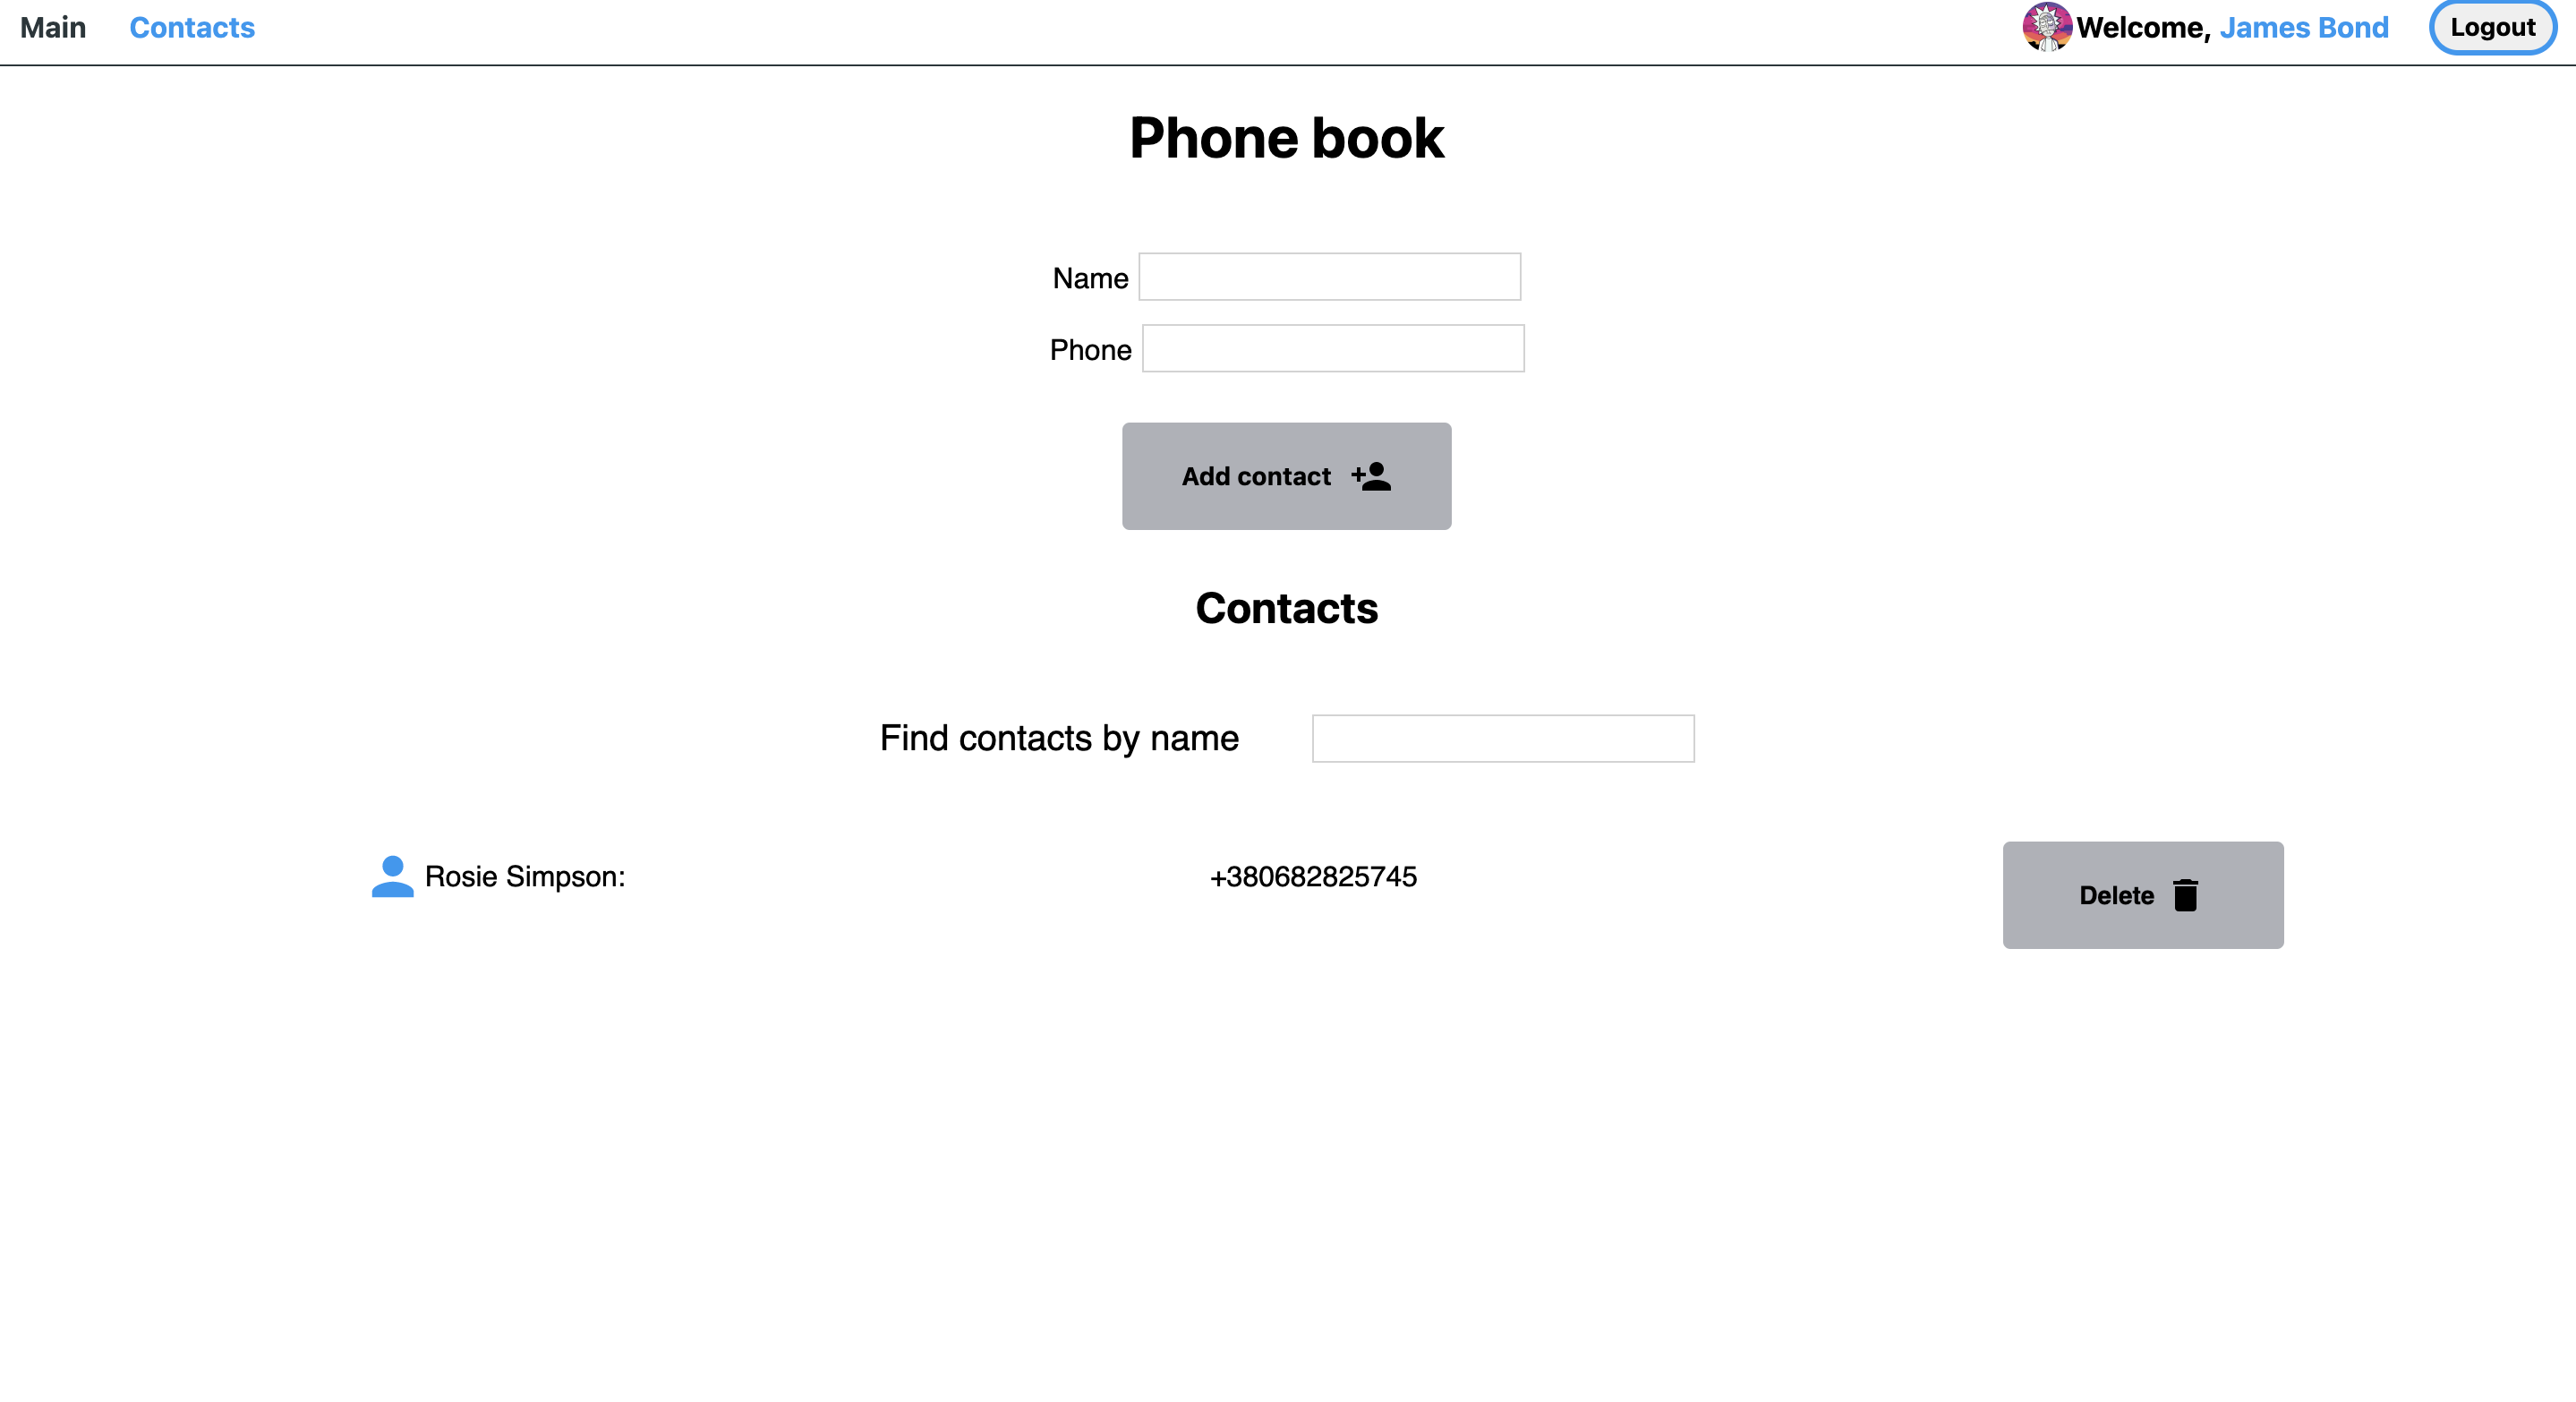 Main Contacts Welcome, James Bond Logout
Phone book
Name
Phone
Add contact
Contacts
Find contacts by name
Rosie Simpson: +380682825745 Delete